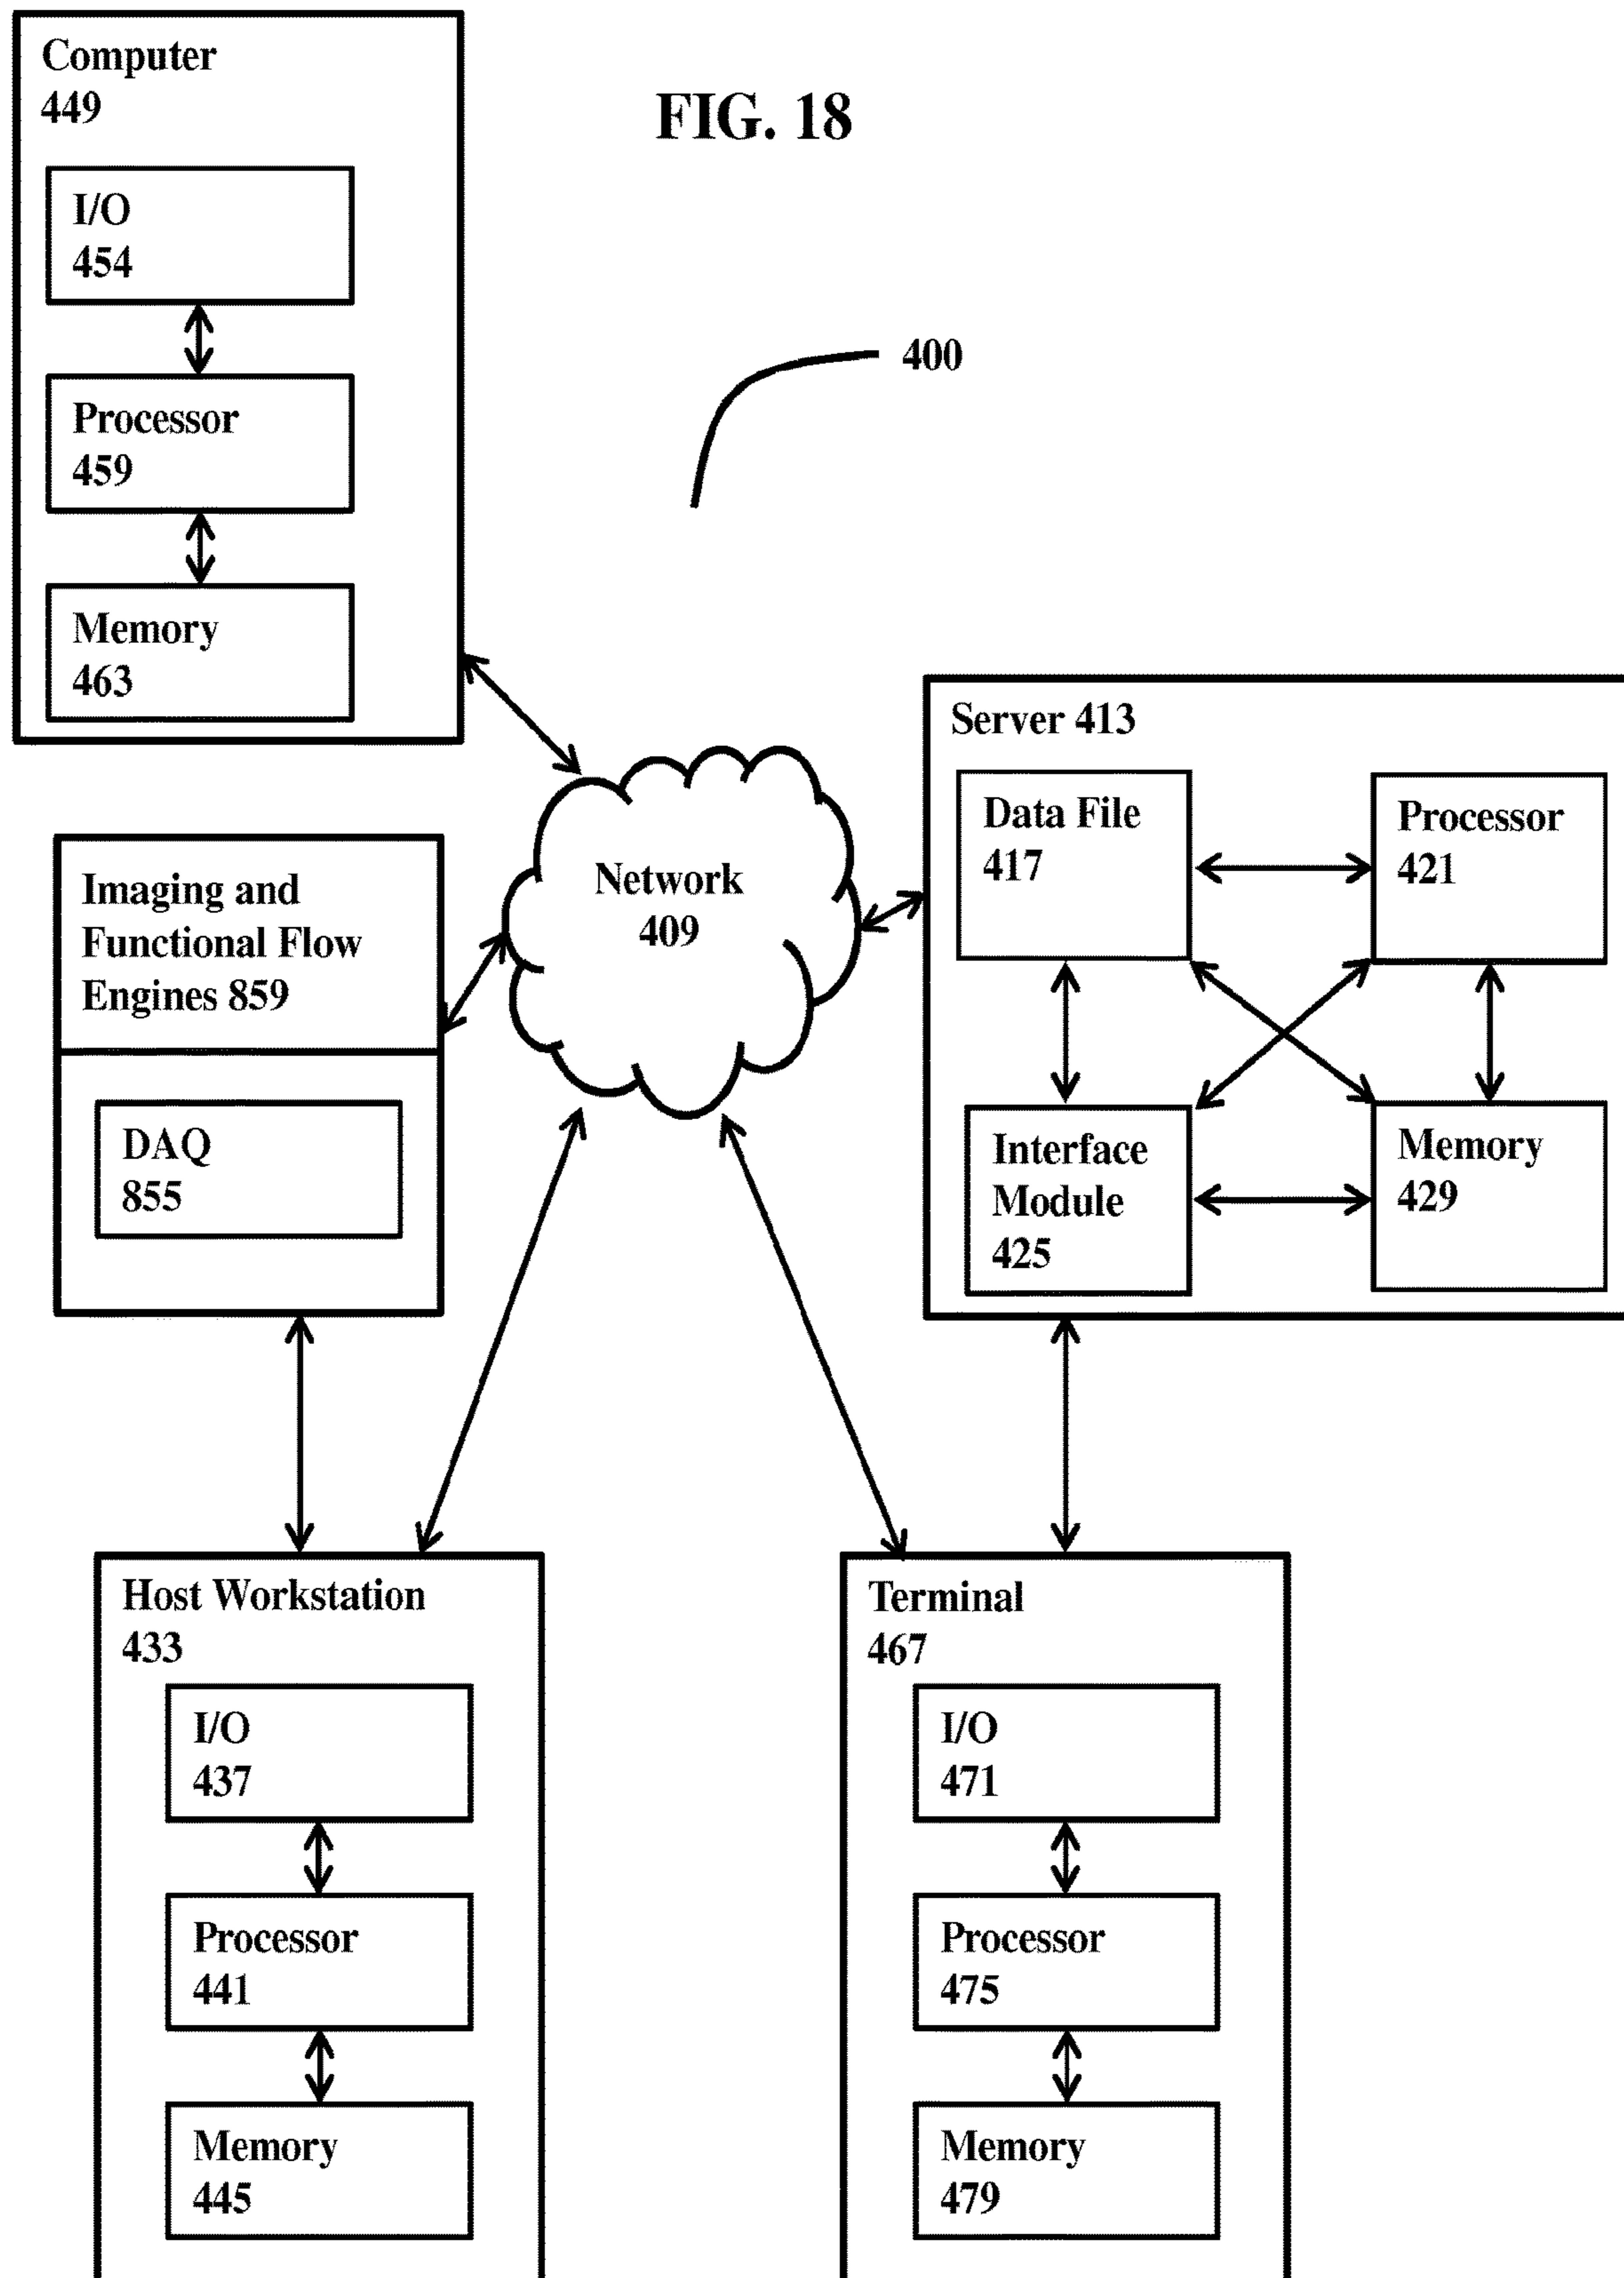 Computer
449
FIG. 18
I/O
454
400
Processor
459
Memory
463
Server 413
Data File
417
Processor
421
Imaging and
Functional Flow
Engines 859
Network
409
DAQ
855
Interface
Module
425
Memory
429
Host Workstation
433
I/O
437
Processor
441
Memory
445
Terminal
467
I/O
471
Processor
475
Memory
479